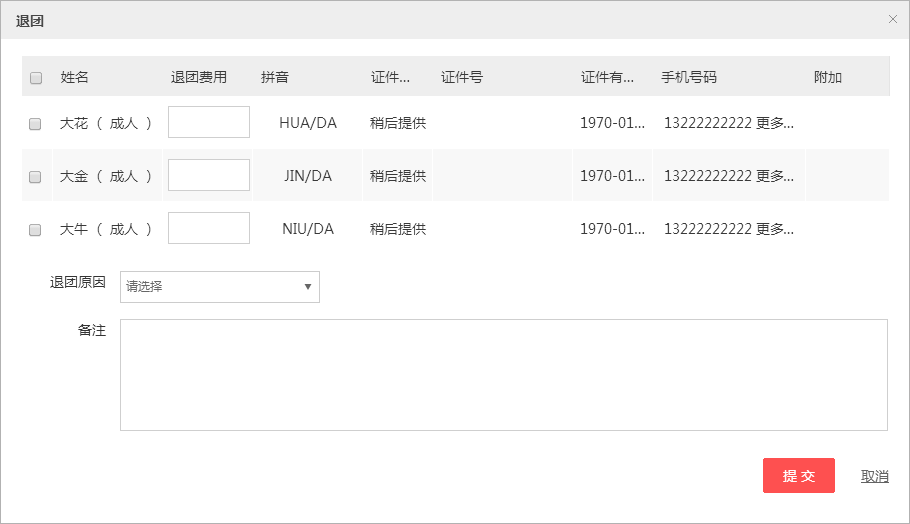 退团
姓名 退团费用 拼音 证件... 证件号 证件有... 手机号码 附加
大花（ 成人 ） HUA/DA 稍后提供 1970-01... 13222222222 更多...
大金（ 成人 ） JIN/DA 稍后提供 1970-01... 13222222222 更多...
大牛（ 成人 ） NIU/DA 稍后提供 1970-01... 13222222222 更多...
退团原因 请选择
备注
提 交 取消